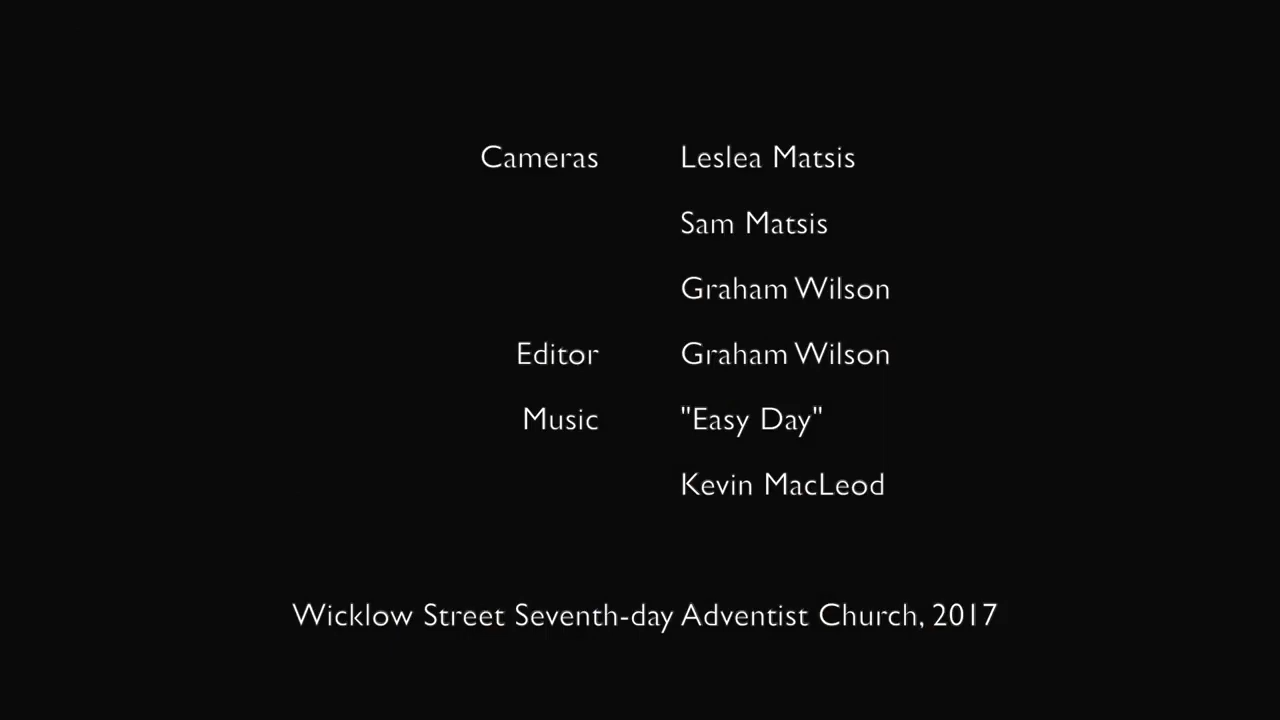 Cameras Leslea Matsis
Sam Matsis
Graham Wilson
Editor Graham Wilson
Music "Easy Day"
Kevin MacLeod
Wicklow Street Seventh-day Adventist Church, 2017